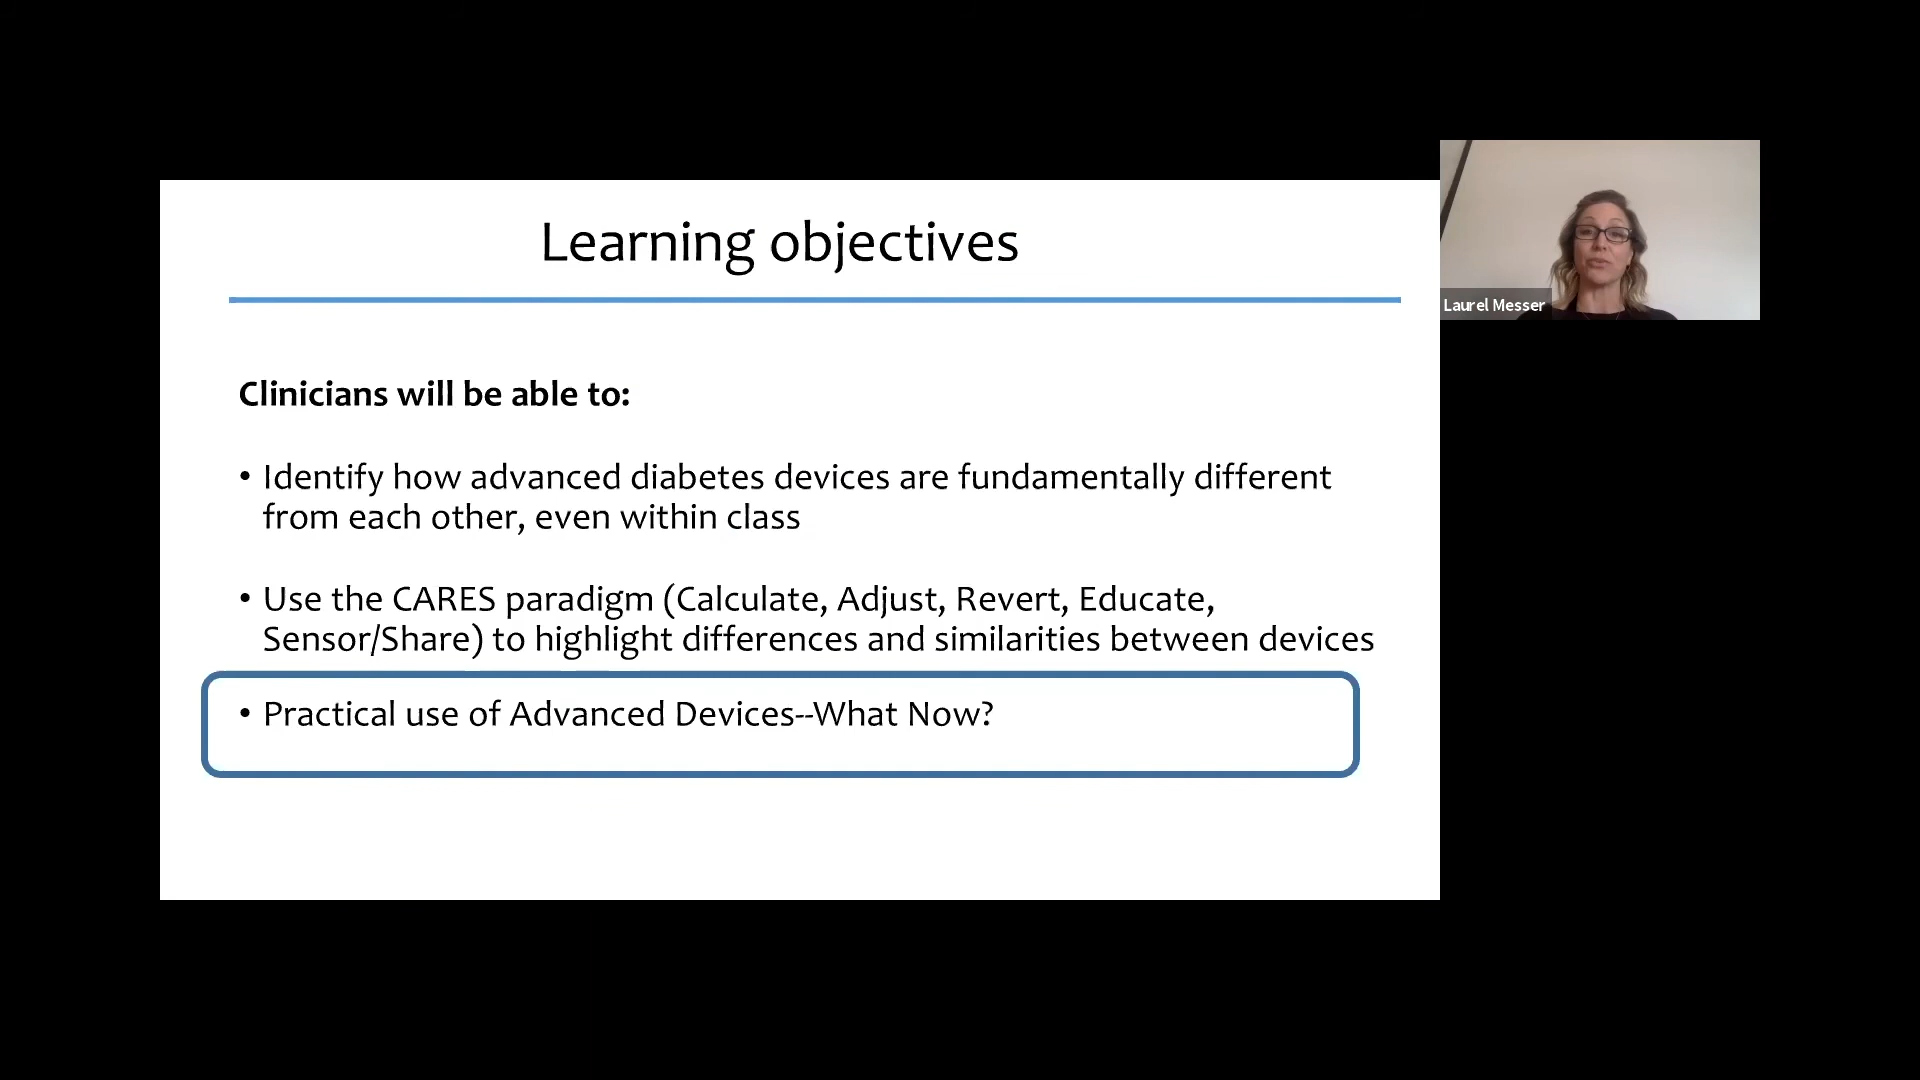 Learning objectives
Laurel Messer
Clinicians will be able to:
• Identify how advanced diabetes devices are fundamentally different
from each other, even within class
• Use the CARES paradigm (Calculate, Adjust, Revert, Educate,
Sensor/Share) to highlight differences and similarities between devices
• Practical use of Advanced Devices--What Now?